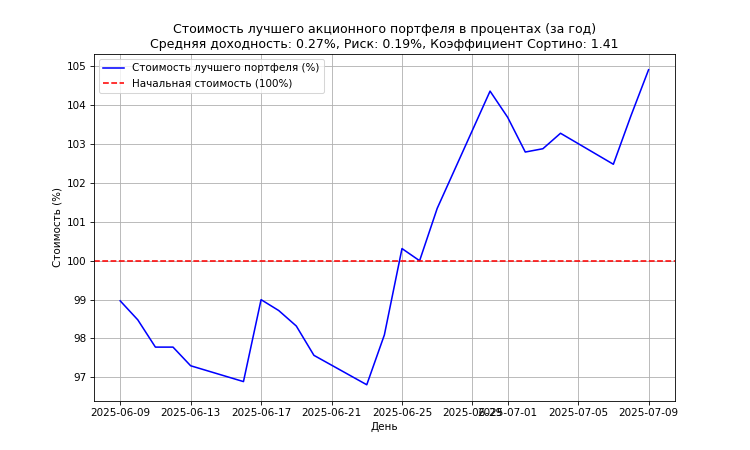 Стоимость лучшего акционного портфеля в процентах (за год)
Средняя доходность: 0.27%, Риск: 0.19%, Коэффициент Сортино: 1.41
Стоимость лучшего портфеля (%)
Начальная стоимость (100%)
105
104
103
102
101
100
99
98
97
Стоимость (%)
2025-06-09 2025-06-13 2025-06-17 2025-06-21 2025-06-25 2025-06-29 2025-07-01 2025-07-05 2025-07-09
День